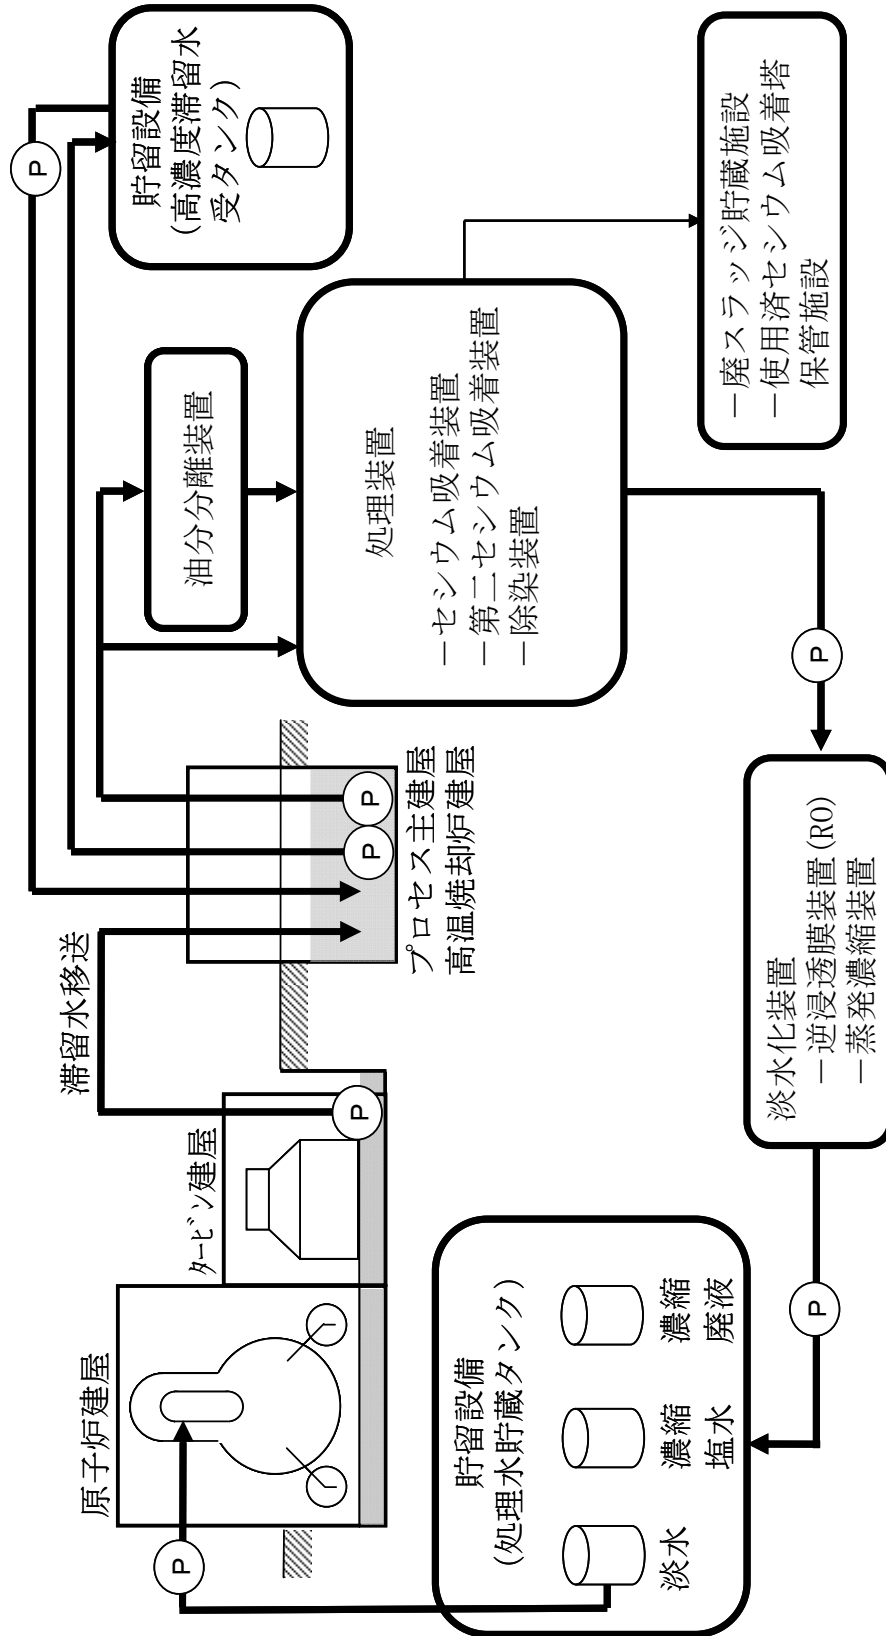 原子炉建屋
P
ﾀｰﾋﾞﾝ建屋
P
滞留水移送
P
P
プロセス主建屋
高温焼却炉建屋
P
貯留設備
(高濃度滞留水
受タンク)
油分分離装置
処理装置
－セシウム吸着装置
－第二セシウム吸着装置
－除染装置
－廃スラッジ貯蔵施設
－使用済セシウム吸着塔
保管施設
P
淡水化装置
－逆浸透膜装置(RO)
－蒸発濃縮装置
P
貯留設備
(処理水貯蔵タンク)
淡水
濃縮
塩水
濃縮
廃液